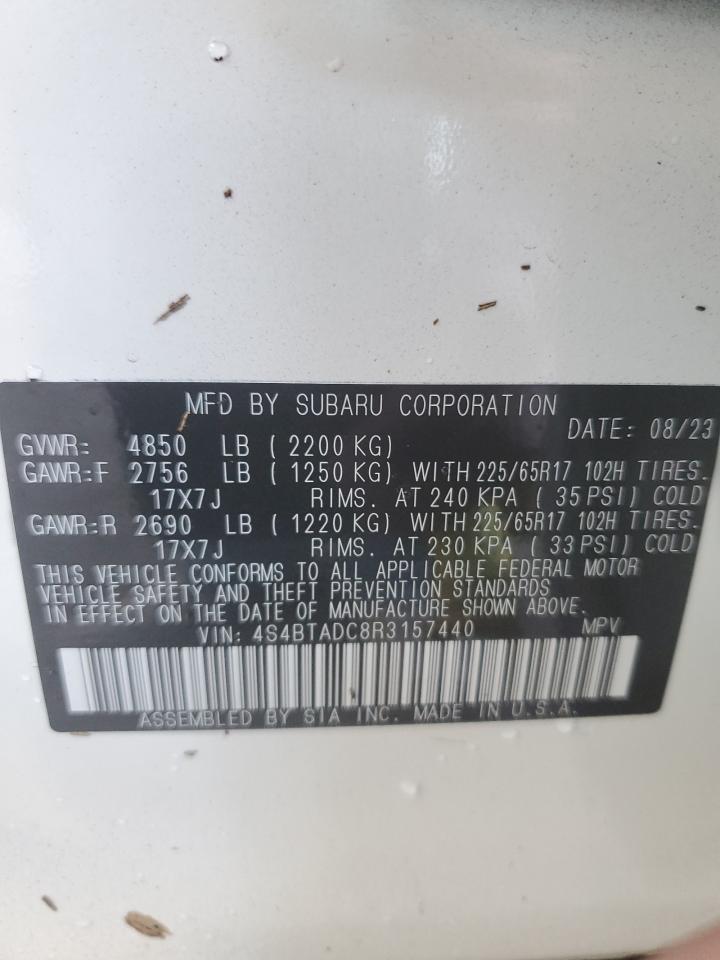 MFD BY SUBARU CORPORATION
DATE: 08/23
GVWR: 4850 LB ( 2200 KG)
GAWR:F 2756 LB ( 1250 KG) WITH 225/65R17 102H TIRES.
17X7J RIMS. AT 240 KPA ( 35 PSI) COLD
GAWR:R 2690 LB ( 1220 KG) WITH 225/65R17 102H TIRES.
17X7J RIMS. AT 230 KPA ( 33 PSI) COLD
THIS VEHICLE CONFORMS TO ALL APPLICABLE FEDERAL MOTOR
VEHICLE SAFETY AND THEFT PREVENTION STANDARDS
IN EFFECT ON THE DATE OF MANUFACTURE SHOWN ABOVE.
VIN: 4S4BTADC8R3157440 MPV
ASSEMBLED BY SIA INC. MADE IN U.S.A.